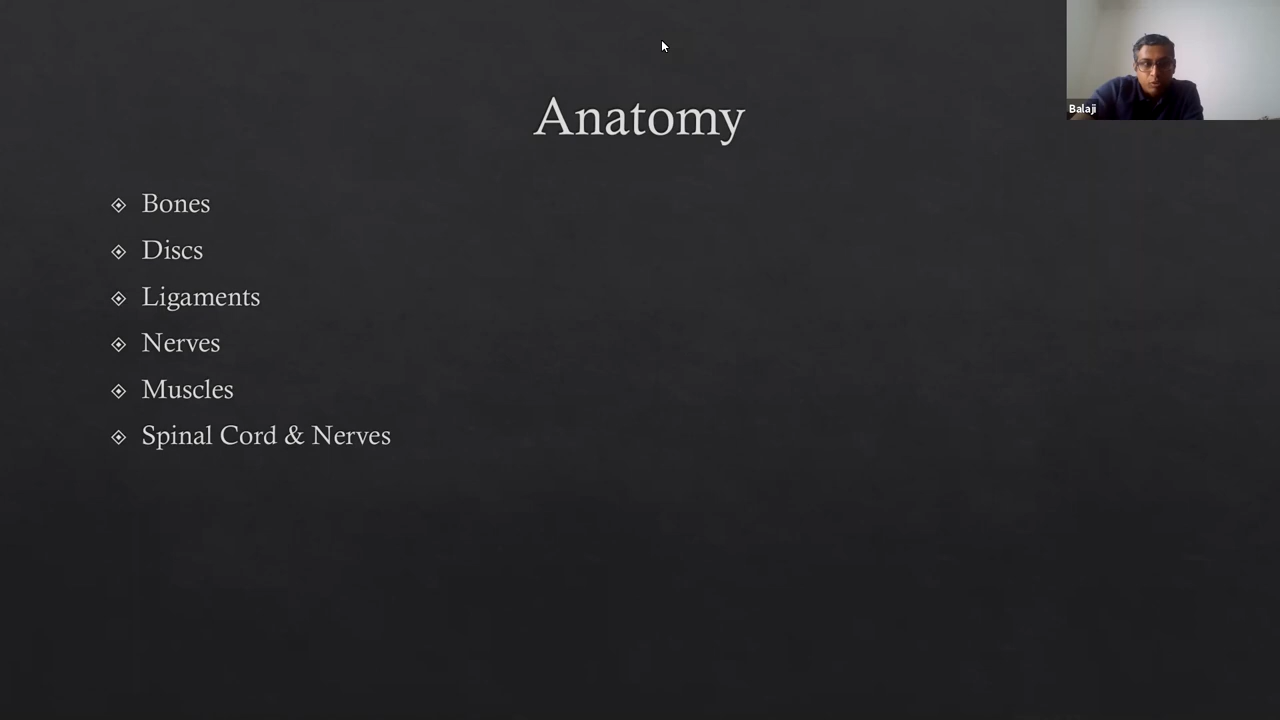 Anatomy
Balaji
Bones
Discs
Ligaments
Nerves
Muscles
Spinal Cord & Nerves